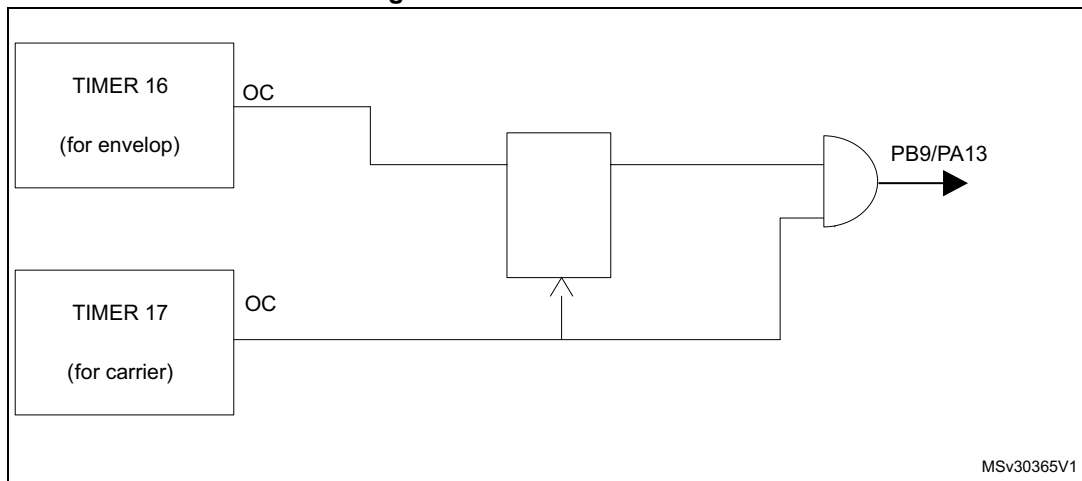 g
TIMER 16
(for envelop)
OC
PB9/PA13
TIMER 17
(for carrier)
OC
MSv30365V1